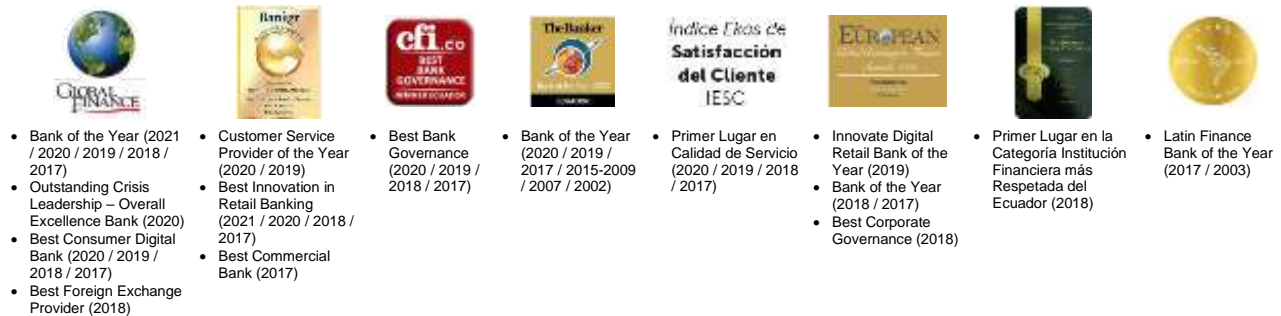 GLOBAL
FINANCE
• Bank of the Year (2021
/ 2020 / 2019 / 2018 /
2017)
• Outstanding Crisis
Leadership – Overall
Excellence Bank (2020)
• Best Consumer Digital
Bank (2020 / 2019 /
2018 / 2017)
• Best Foreign Exchange
Provider (2018)
• Customer Service
Provider of the Year
(2020 / 2019)
• Best Innovation in
Retail Banking
(2021 / 2020 / 2018 /
2017)
• Best Commercial
Bank (2017)
cfi.co
BEST
BANK
GOVERNANCE
WINNER ECUADOR
• Best Bank
Governance
(2020 / 2019 /
2018 / 2017)
The Banker
• Bank of the Year
(2020 / 2019 /
2017 / 2015-2009
/ 2007 / 2002)
Índice Ekos de
Satisfacción
del Cliente
IESC
• Primer Lugar en
Calidad de Servicio
(2020 / 2019 / 2018
/ 2017)
EUROPEAN
• Innovate Digital
Retail Bank of the
Year (2019)
• Bank of the Year
(2018 / 2017)
• Best Corporate
Governance (2018)
• Primer Lugar en la
Categoría Institución
Financiera más
Respetada del
Ecuador (2018)
• Latin Finance
Bank of the Year
(2017 / 2003)